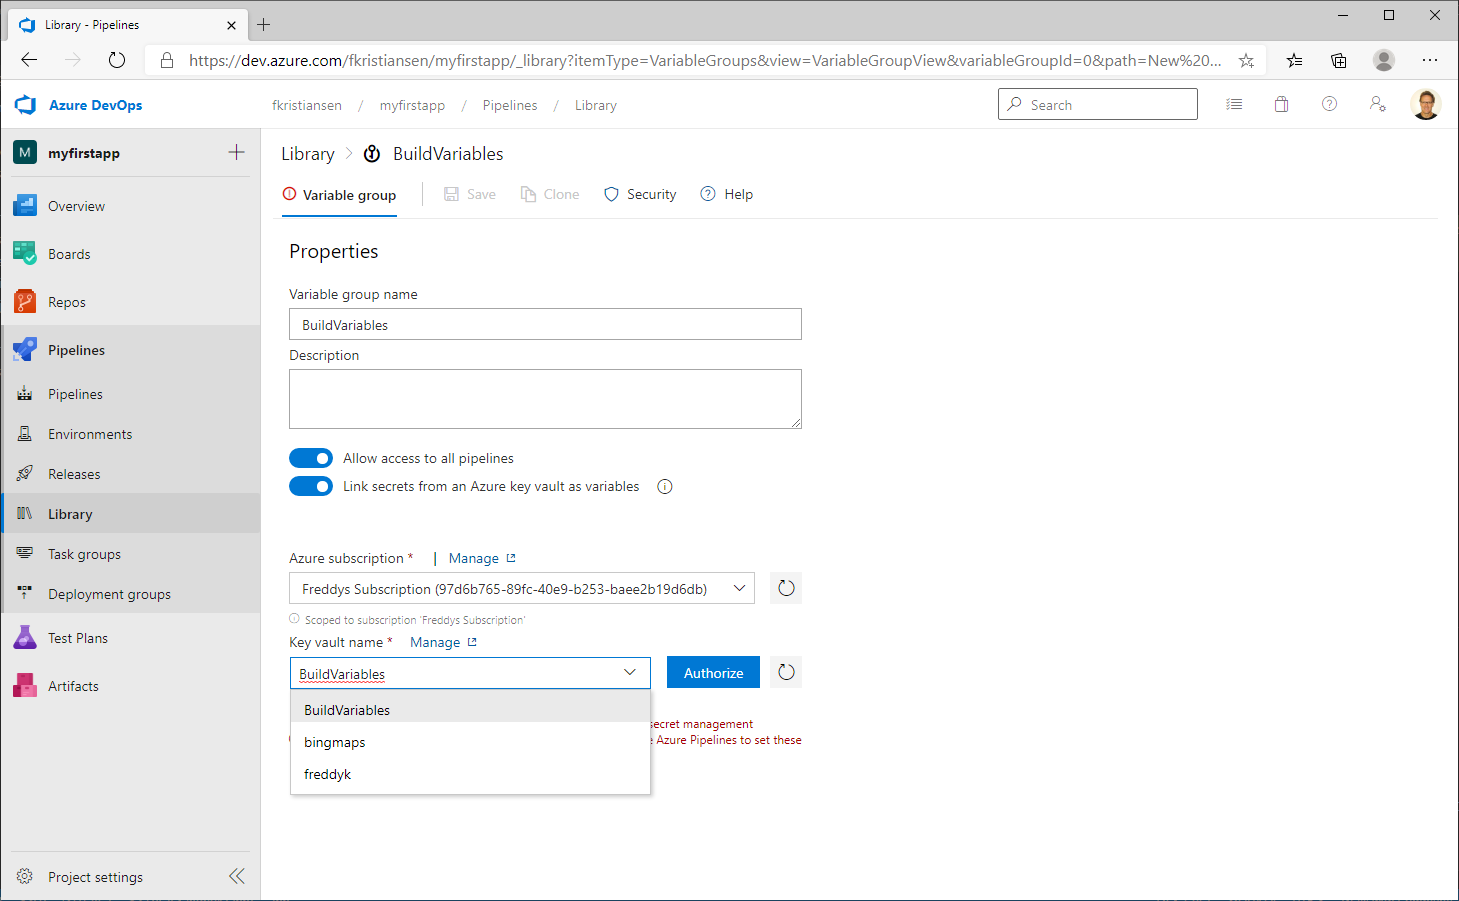 Library - Pipelines
https://dev.azure.com/fkristiansen/myfirstapp/_library?itemType=VariableGroups&view=VariableGroupView&variableGroupId=0&path=New%20...
Azure DevOps
fkristiansen / myfirstapp / Pipelines / Library
Search
M myfirstapp
Library > BuildVariables
Variable group
Save
Clone
Security
Help
Overview
Boards
Repos
Pipelines
Pipelines
Environments
Releases
Library
Task groups
Deployment groups
Test Plans
Artifacts
Project settings
Properties
Variable group name
BuildVariables
Description
Allow access to all pipelines
Link secrets from an Azure key vault as variables
Azure subscription * | Manage
Freddys Subscription (97d6b765-89fc-40e9-b253-baee2b19d6db)
Scoped to subscription 'Freddys Subscription'
Key vault name * Manage
BuildVariables
Authorize
BuildVariables
bingmaps
freddyk
secret management
Azure Pipelines to set these